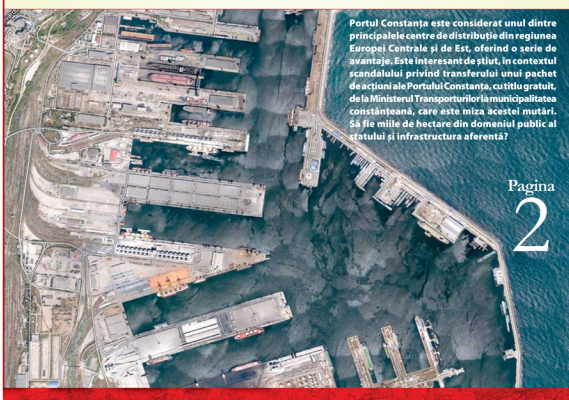 Portul Constanța este considerat unul dintre
principalele centre de distribuție din regiunea
Europei Centrale și de Est, oferind o serie de
avantaje. Este interesant de știut, în contextul
scandalului privind transferului unui pachet
de acțiuni ale Portului Constanța, cu titlu gratuit,
de la Ministerul Transporturilor la municipalitatea
constănțeană, care este miza acestei mutări.
Să fie miile de hectare din domeniul public al
statului și infrastructura aferentă?
Pagina
2